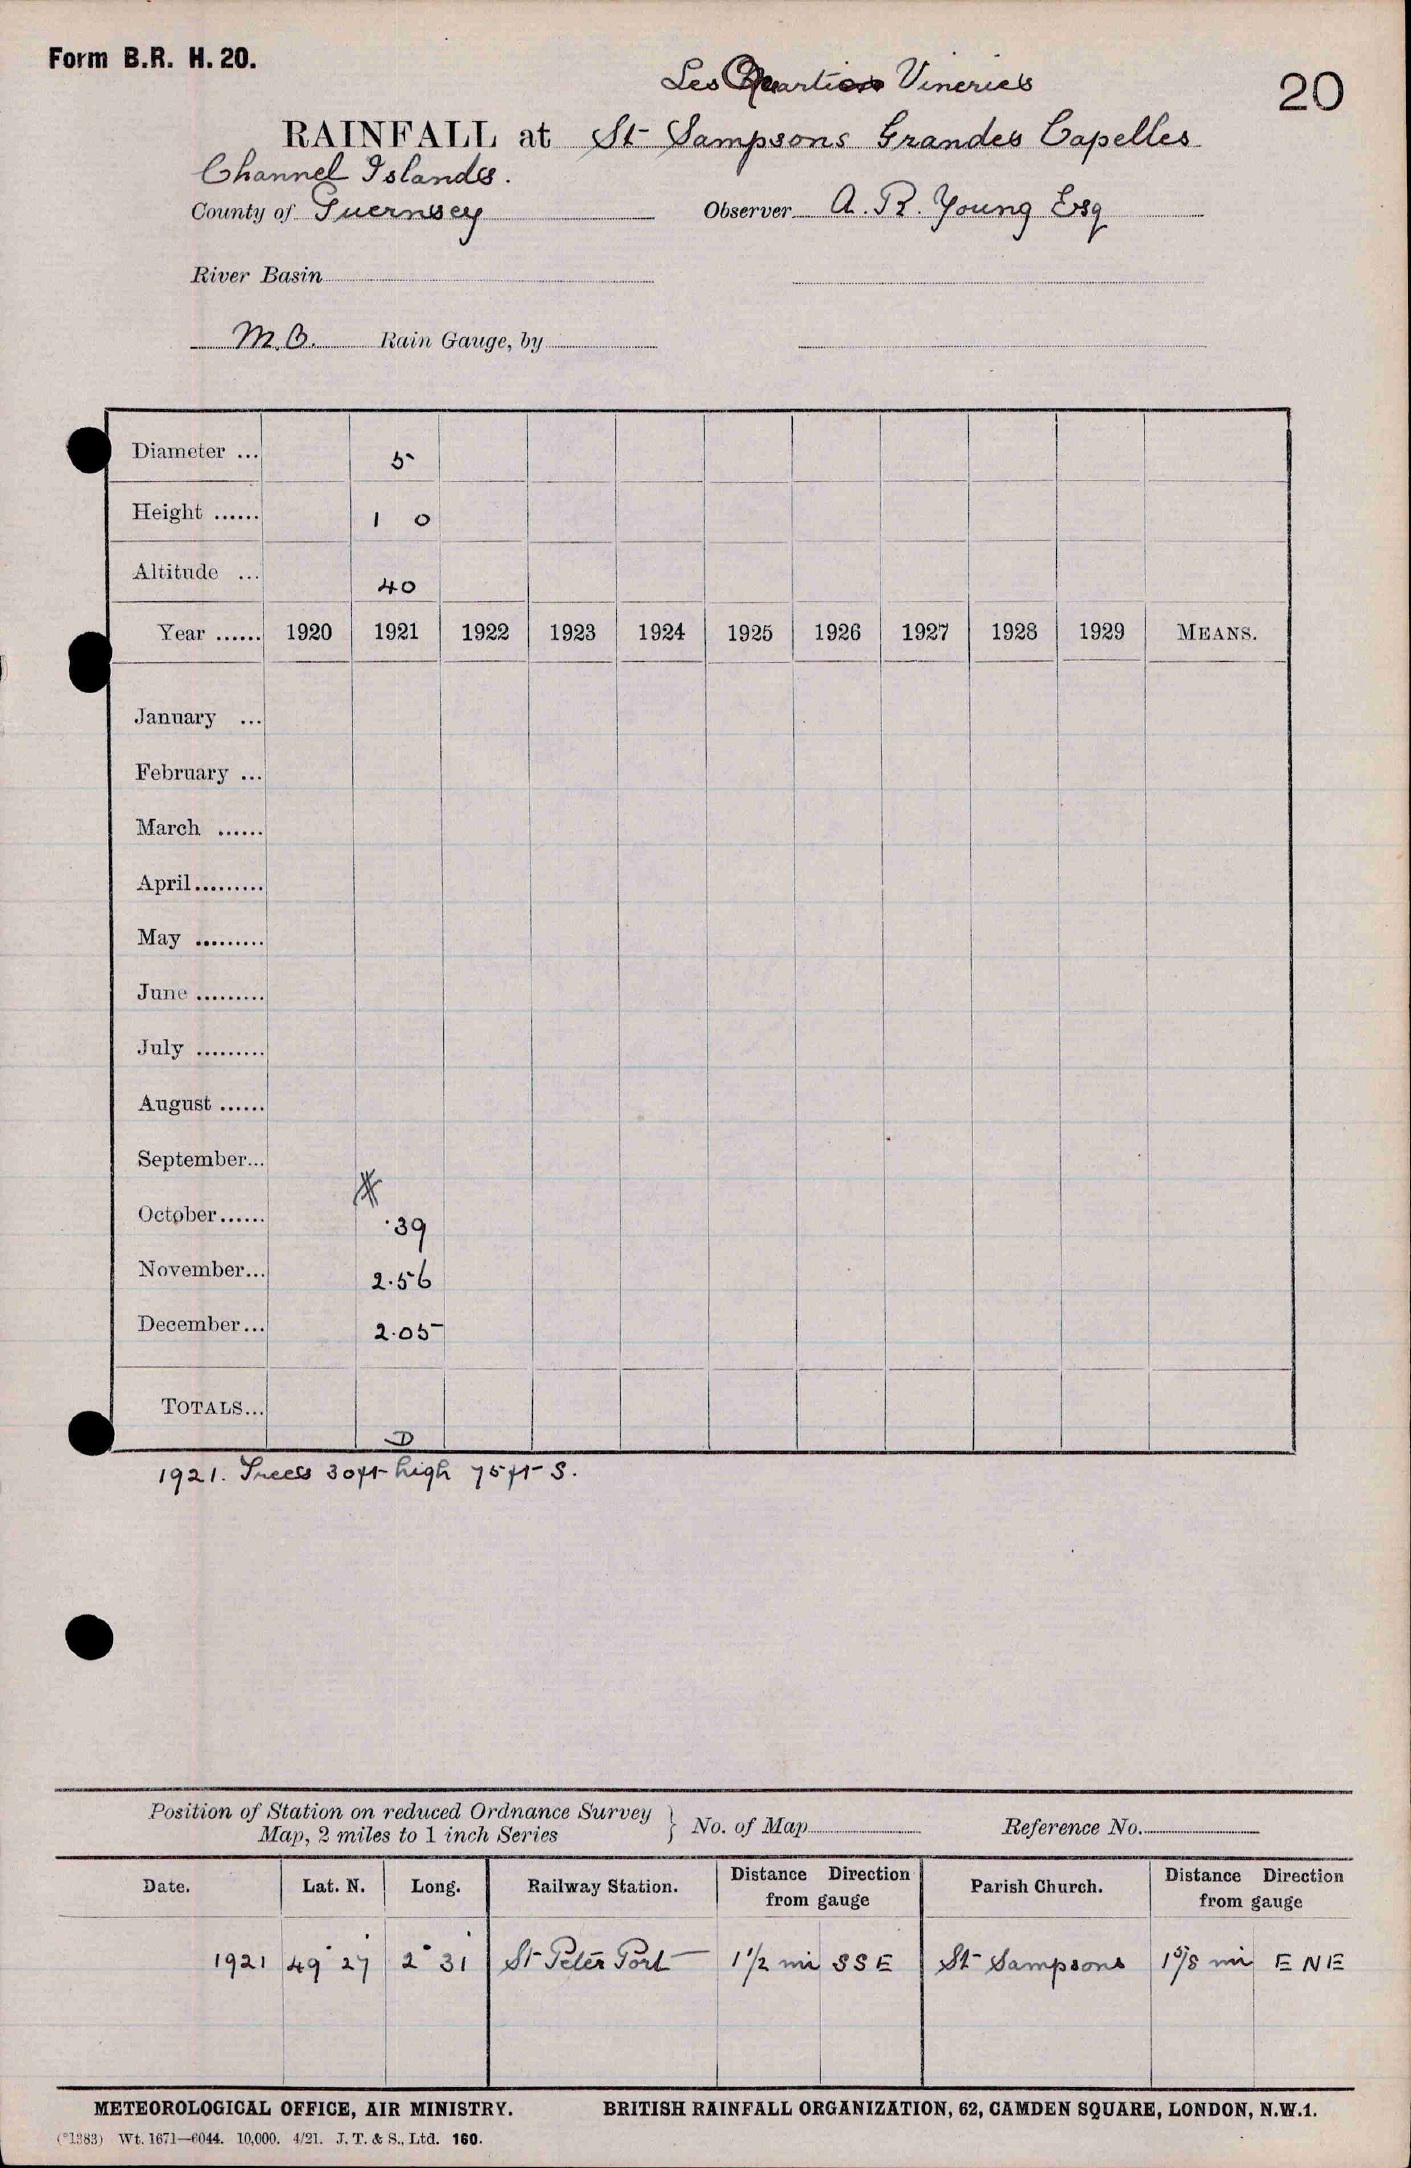 Form B.R. H. 20.
20
Les Quartiers Vineries
RAINFALL at St Sampsons Grandes Capelles
Channel Islands.
County of Guernsey Observer A. R. Young Esq
River Basin
M.O. Rain Gauge, by
Diameter ... 5
Height ...... 1 0
Altitude ... 40
Year ...... 1920 1921 1922 1923 1924 1925 1926 1927 1928 1929 MEANS.
January ...
February ...
March ......
April.........
May .........
June .........
July .........
August ......
September...
October...... ·39
November... 2·56
December... 2·05
TOTALS...
D
1921. Trees 30ft high 75ft S.
Position of Station on reduced Ordnance Survey
Map, 2 miles to 1 inch Series } No. of Map Reference No.
Date. Lat. N. Long. Railway Station. Distance Direction from gauge Parish Church. Distance Direction from gauge
1921 49° 27' 2° 31' St Peter Port 1 1/2 mi SSE St Sampsons 1 5/8 mi ENE
METEOROLOGICAL OFFICE, AIR MINISTRY. BRITISH RAINFALL ORGANIZATION, 62, CAMDEN SQUARE, LONDON, N.W.1.
(*1383) Wt. 1671—6044. 10,000. 4/21. J. T. & S., Ltd. 160.